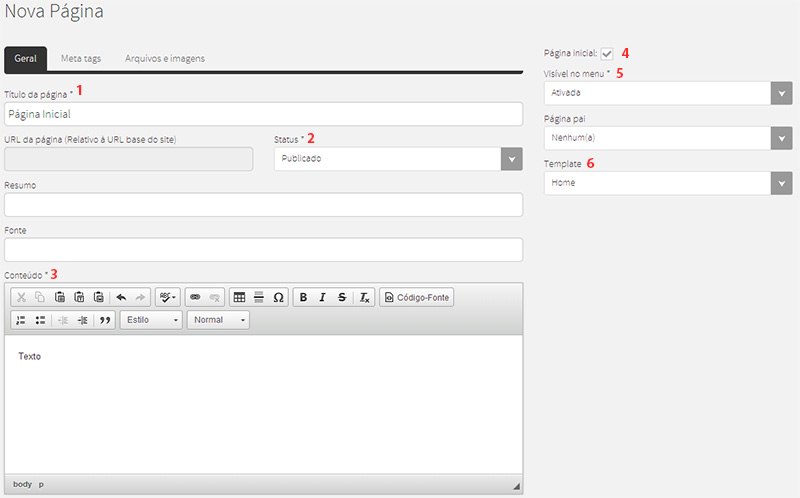 Nova Página
Geral Meta tags Arquivos e imagens
Título da página * 1
Página Inicial
URL da página (Relativo à URL base do site) Status * 2
Publicado
Resumo
Fonte
Conteúdo * 3
ABC B I S Tx Código-Fonte
Estilo Normal
Texto
body p
Página inicial: 4
Visível no menu * 5
Ativada
Página pai
Nenhum(a)
Template 6
Home